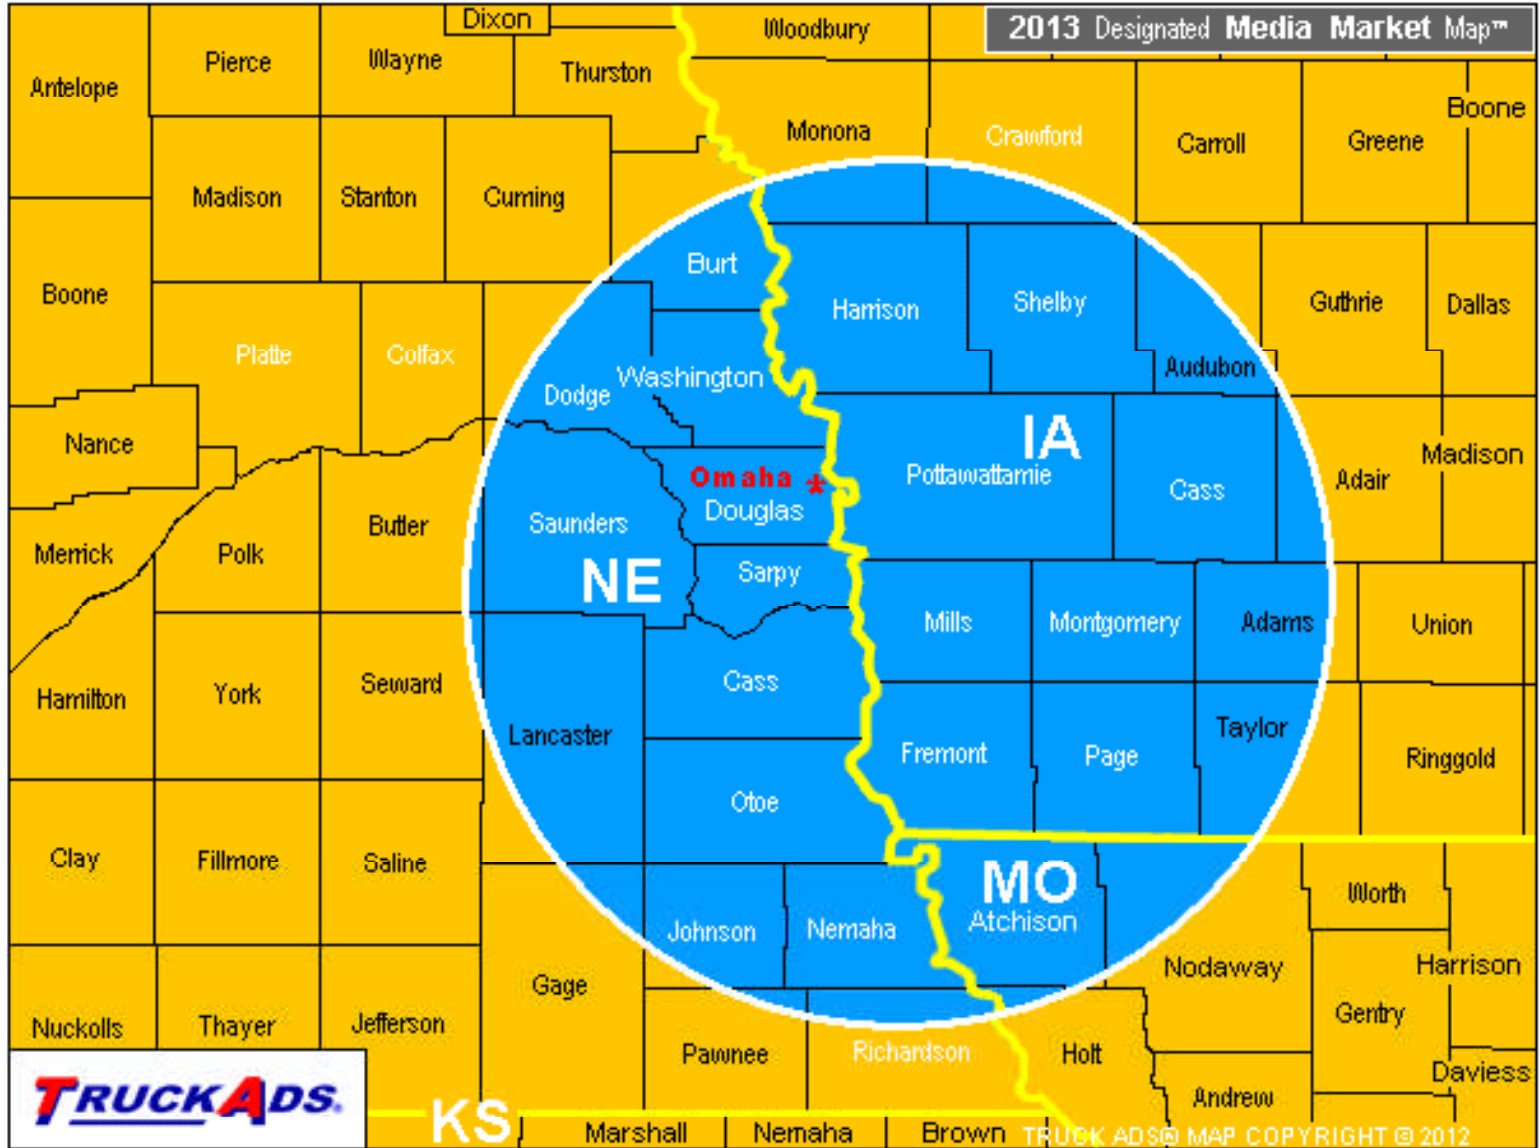 Dixon
Woodbury
2013 Designated Media Market Map™
Pierce
Wayne
Thurston
Antelope
Boone
Monona
Crawford
Carroll
Greene
Madison
Stanton
Cuming
Burt
Boone
Harrison
Shelby
Guthrie
Dallas
Platte
Colfax
Washington
Audubon
Dodge
Nance
IA
Madison
Omaha *
Pottawattamie
Cass
Adair
Douglas
Saunders
Butler
Merrick
Polk
NE
Sarpy
Mills
Montgomery
Adams
Union
Hamilton
York
Seward
Cass
Lancaster
Taylor
Fremont
Page
Ringgold
Otoe
Clay
Fillmore
Saline
MO
Worth
Johnson
Nemaha
Atchison
Nodaway
Harrison
Gage
Gentry
Nuckolls
Thayer
Jefferson
Pawnee
Richardson
Holt
Daviess
TRUCKADS®
Andrew
KS
Marshall
Nemaha
Brown
TRUCK ADS® MAP COPYRIGHT © 2012